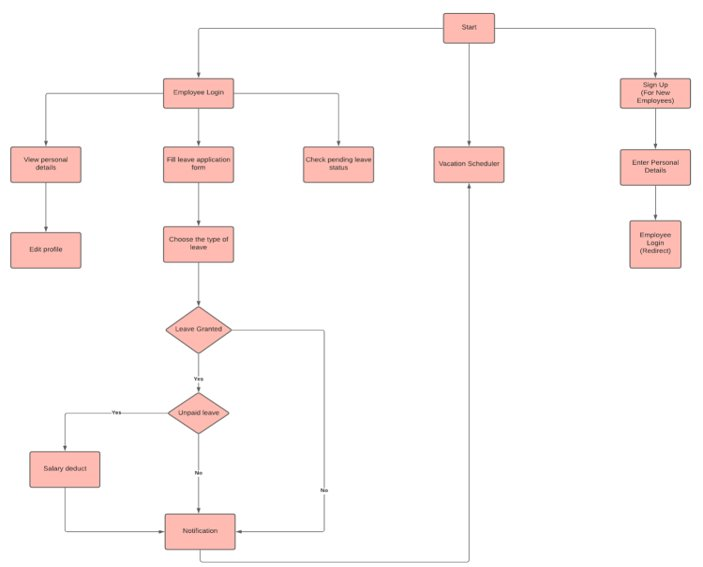 Start
Employee Login
Sign Up
(For New
Employees)
View personal
details
Fill leave application
form
Check pending leave
status
Vacation Scheduler
Enter Personal
Details
Edit profile
Choose the type of
leave
Employee
Login
(Redirect)
Leave Granted
Yes
Unpaid leave
Yes
Salary deduct
No
No
Notification